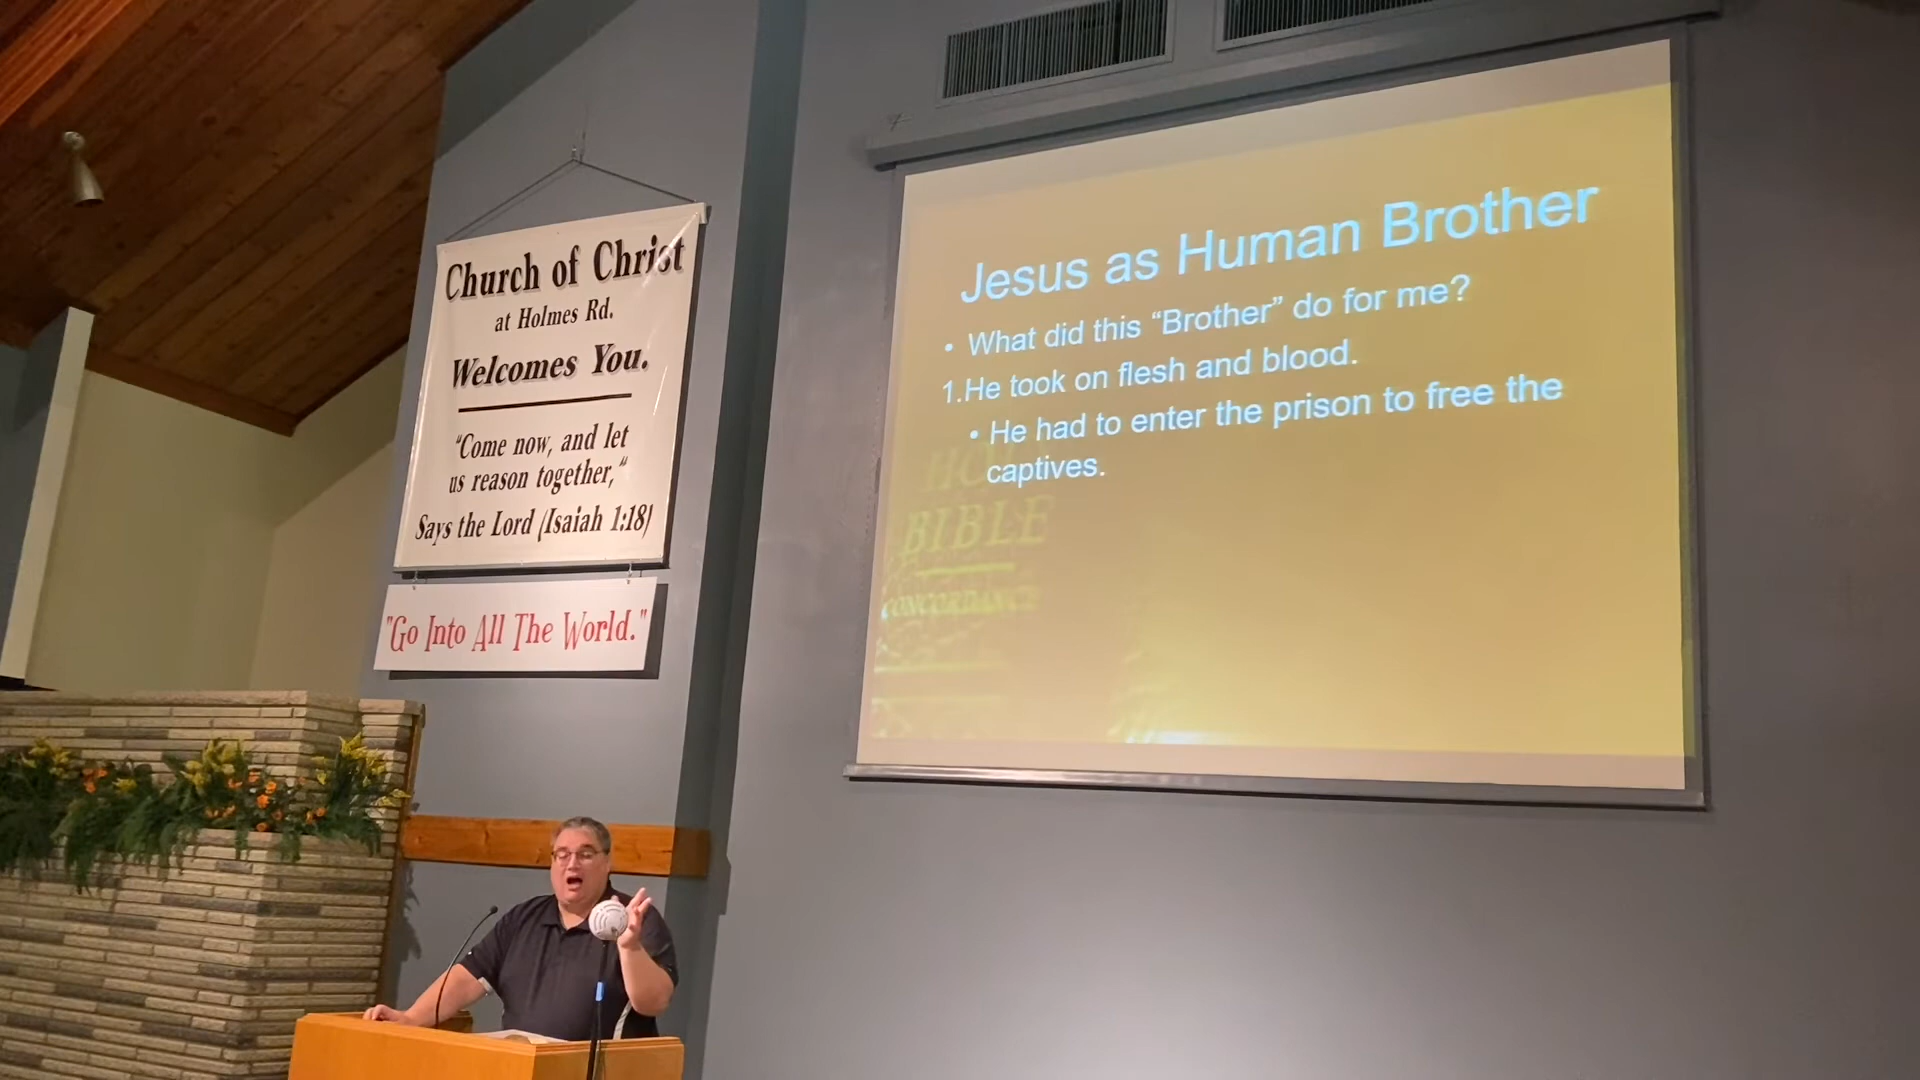 Church of Christ
at Holmes Rd.
Welcomes You.
“Come now, and let
us reason together,”
Says the Lord (Isaiah 1:18)
"Go Into All The World."
Jesus as Human Brother
• What did this “Brother” do for me?
1.He took on flesh and blood.
• He had to enter the prison to free the
captives.
BIBLE
CONCORDANCE